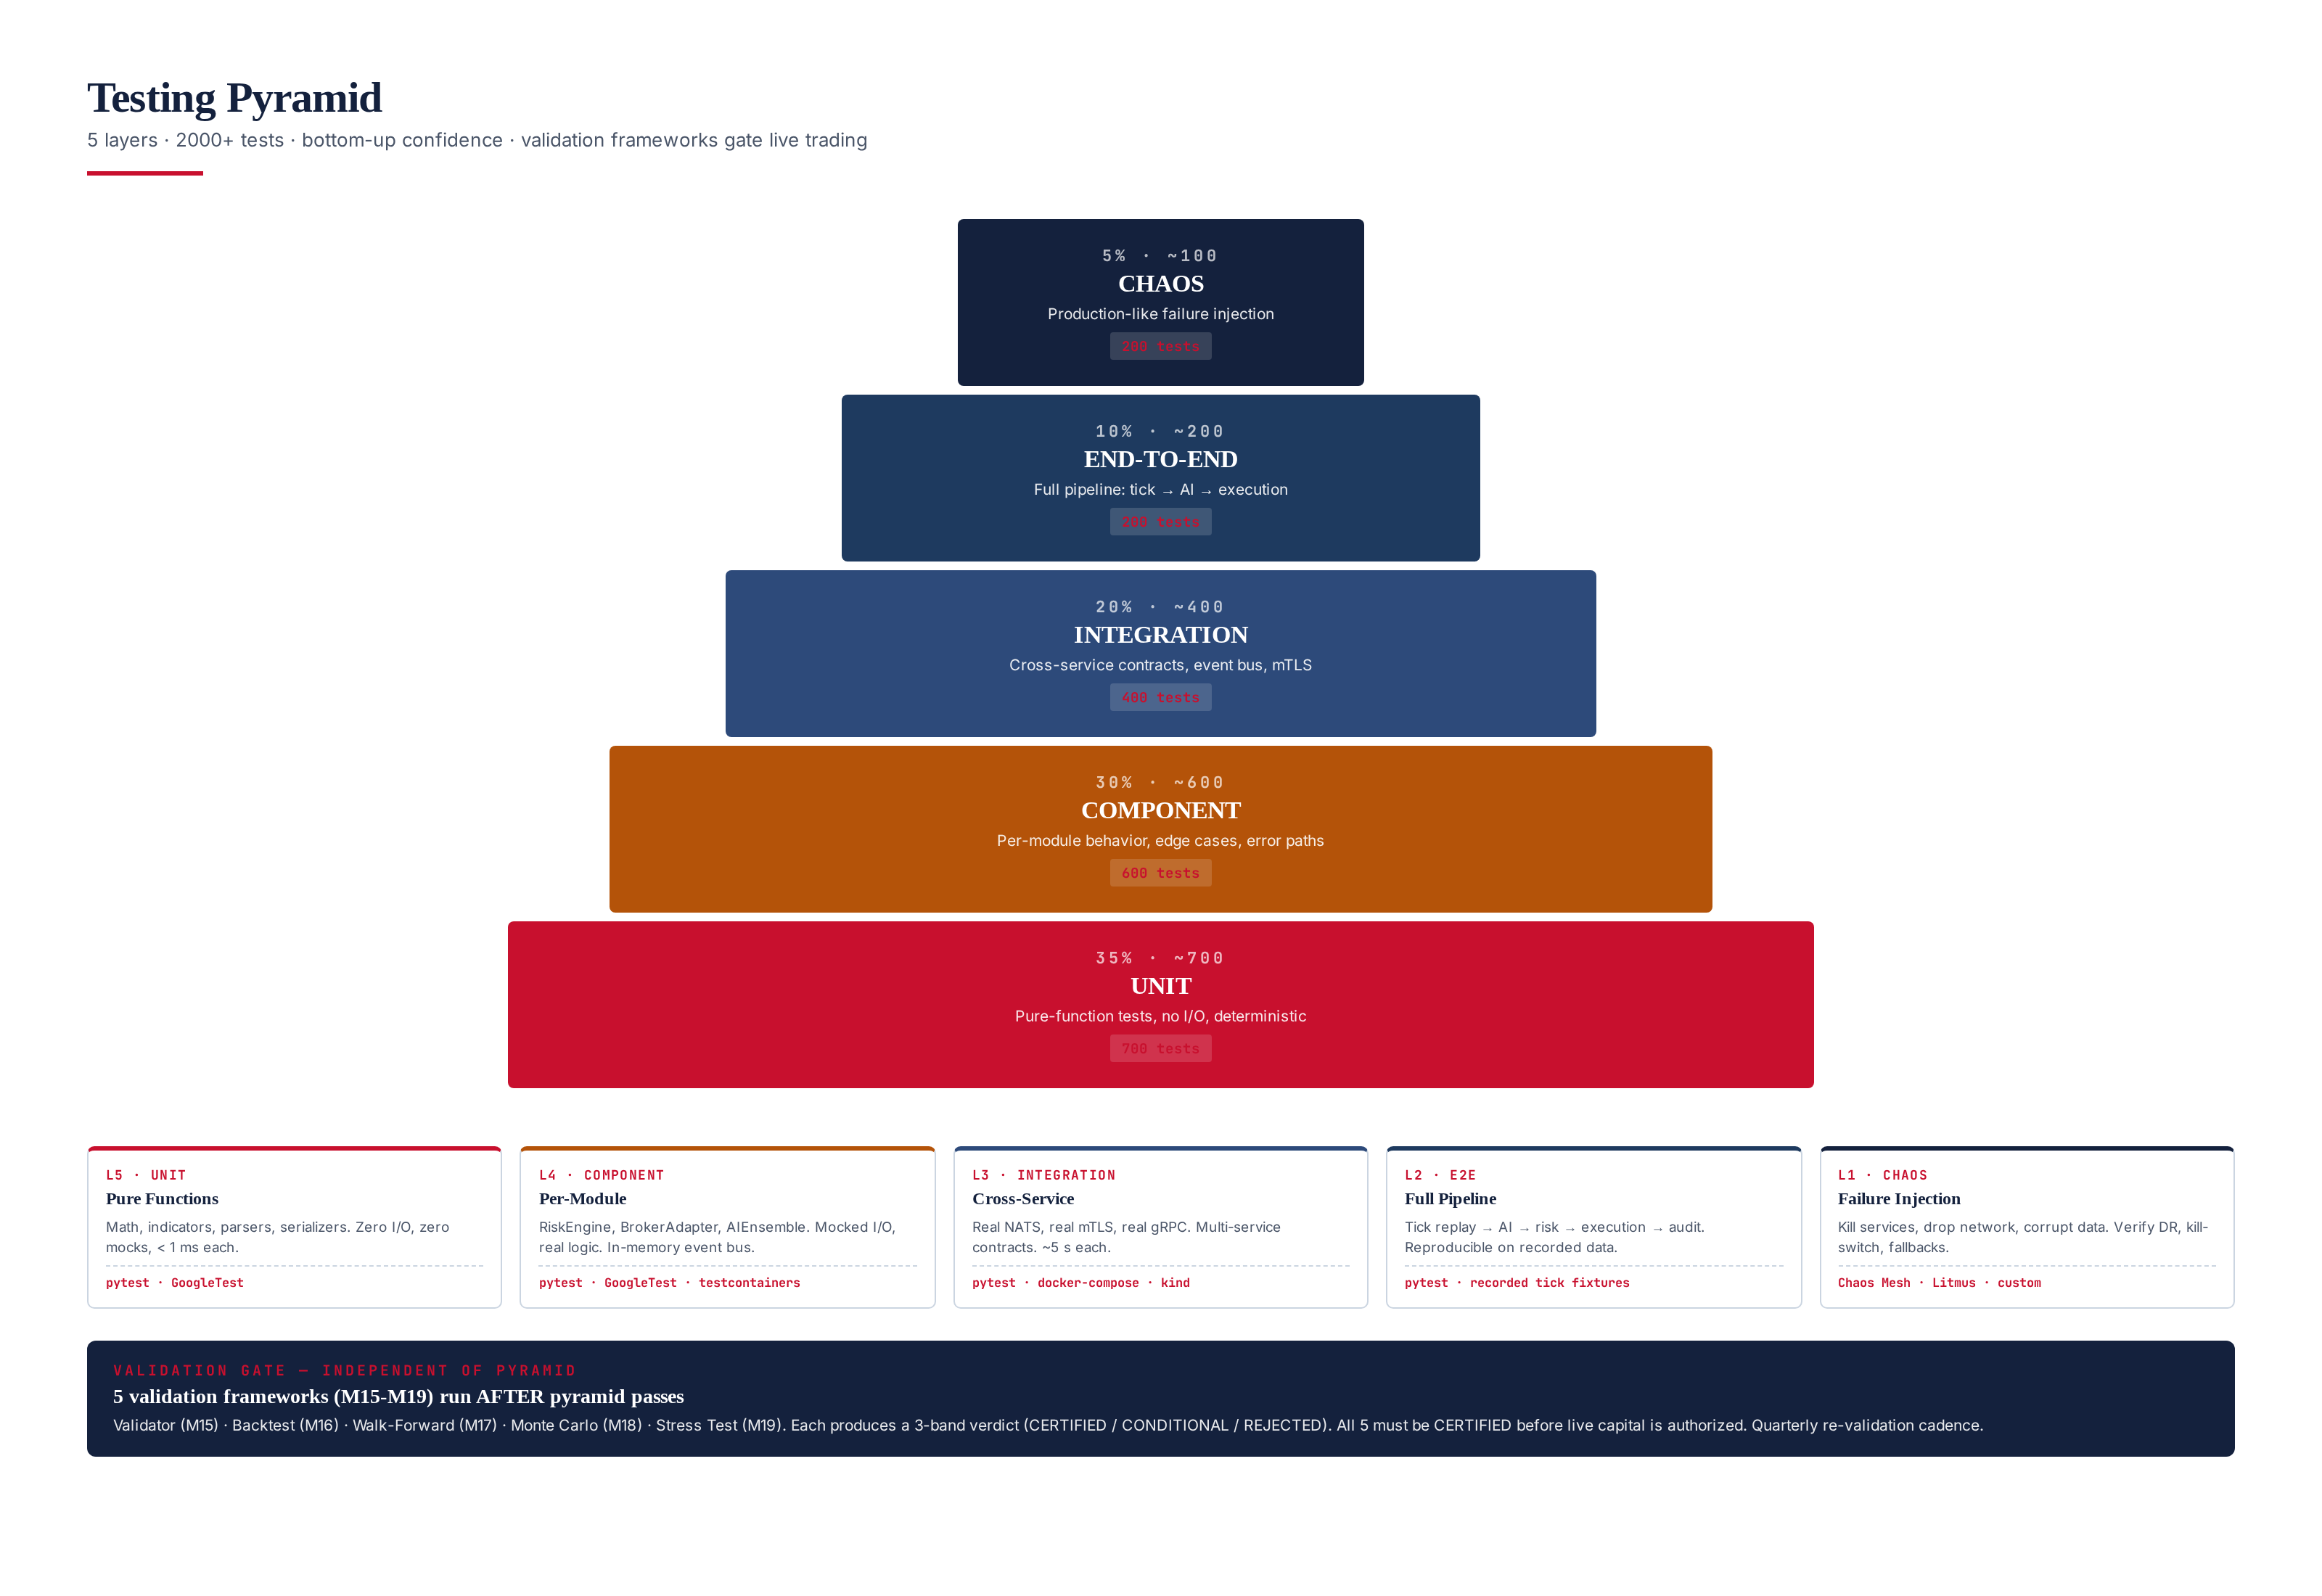 Testing Pyramid
5 layers · 2000+ tests · bottom-up confidence · validation frameworks gate live trading
5% · ~100
CHAOS
Production-like failure injection
200 tests
10% · ~200
END-TO-END
Full pipeline: tick → AI → execution
200 tests
20% · ~400
INTEGRATION
Cross-service contracts, event bus, mTLS
400 tests
30% · ~600
COMPONENT
Per-module behavior, edge cases, error paths
600 tests
35% · ~700
UNIT
Pure-function tests, no I/O, deterministic
700 tests
L5 · UNIT
Pure Functions
Math, indicators, parsers, serializers. Zero I/O, zero
mocks, < 1 ms each.
pytest · GoogleTest
L4 · COMPONENT
Per-Module
RiskEngine, BrokerAdapter, AIEnsemble. Mocked I/O,
real logic. In-memory event bus.
pytest · GoogleTest · testcontainers
L3 · INTEGRATION
Cross-Service
Real NATS, real mTLS, real gRPC. Multi-service
contracts. ~5 s each.
pytest · docker-compose · kind
L2 · E2E
Full Pipeline
Tick replay → AI → risk → execution → audit.
Reproducible on recorded data.
pytest · recorded tick fixtures
L1 · CHAOS
Failure Injection
Kill services, drop network, corrupt data. Verify DR, kill-
switch, fallbacks.
Chaos Mesh · Litmus · custom
VALIDATION GATE — INDEPENDENT OF PYRAMID
5 validation frameworks (M15-M19) run AFTER pyramid passes
Validator (M15) · Backtest (M16) · Walk-Forward (M17) · Monte Carlo (M18) · Stress Test (M19). Each produces a 3-band verdict (CERTIFIED / CONDITIONAL / REJECTED). All 5 must be CERTIFIED before live capital is authorized. Quarterly re-validation cadence.